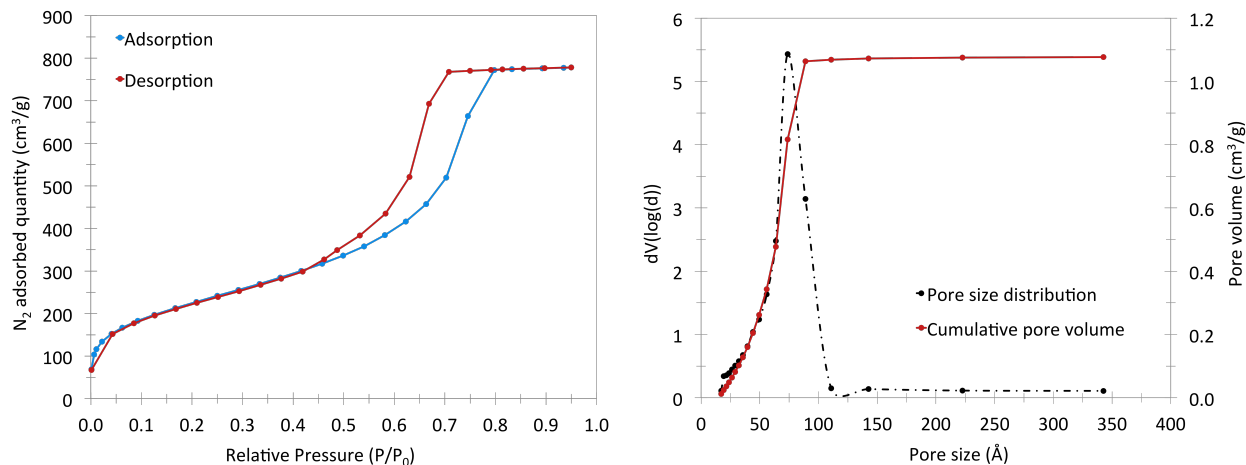 900
800
700
600
500
400
300
200
100
0
N2 adsorbed quantity (cm3/g)
Adsorption
Desorption
0.0 0.1 0.2 0.3 0.4 0.5 0.6 0.7 0.8 0.9 1.0
Relative Pressure (P/P0)
6
5
4
3
2
1
0
dV(log(d))
Pore size distribution
Cumulative pore volume
1.2
1.0
0.8
0.6
0.4
0.2
0.0
Pore volume (cm3/g)
0 50 100 150 200 250 300 350 400
Pore size (Å)